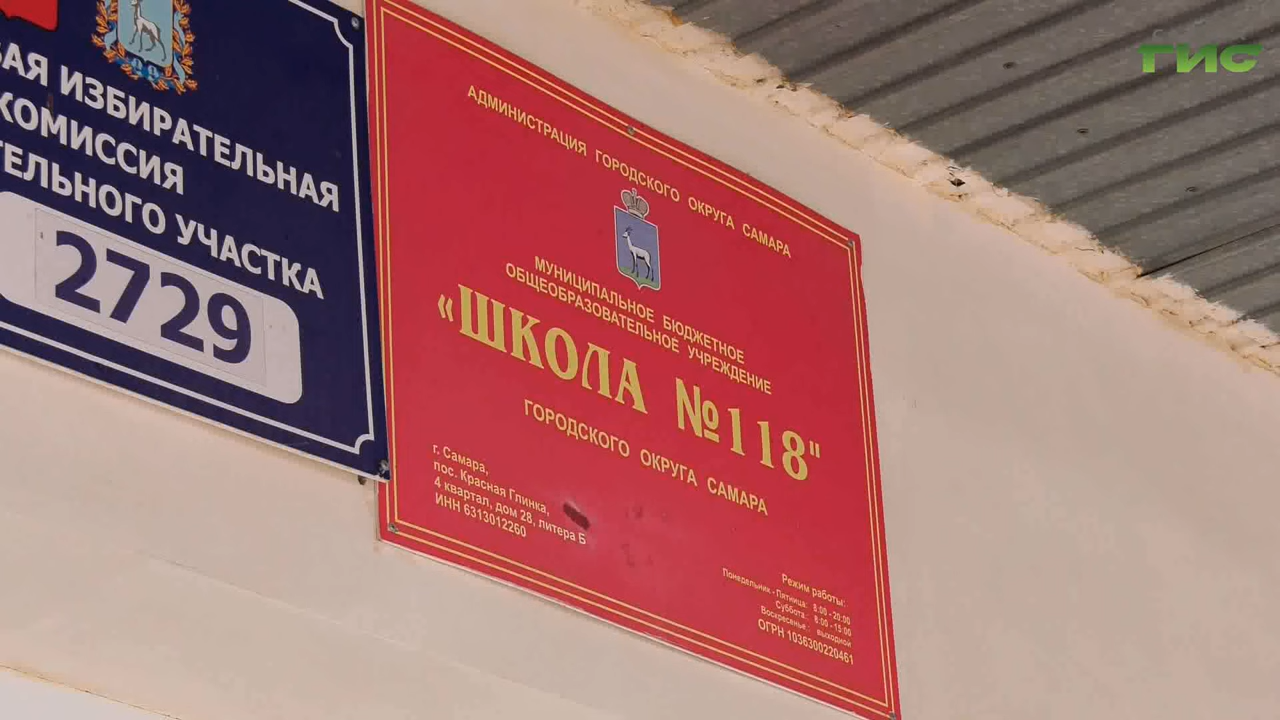 ВАЯ ИЗБИРАТЕЛЬНАЯ
КОМИССИЯ
ТЕЛЬНОГО УЧАСТКА
2729
АДМИНИСТРАЦИЯ ГОРОДСКОГО ОКРУГА САМАРА
МУНИЦИПАЛЬНОЕ БЮДЖЕТНОЕ
ОБЩЕОБРАЗОВАТЕЛЬНОЕ УЧРЕЖДЕНИЕ
«ШКОЛА №118"
ГОРОДСКОГО ОКРУГА САМАРА
г. Самара,
пос. Красная Глинка,
4 квартал, дом 28, литера Б
ИНН 6313012260
Режим работы:
Понедельник - Пятница: 8:00 - 20:00
Суббота: 8:00 - 15:00
Воскресенье: выходной
ОГРН 1036300220461
ГИС